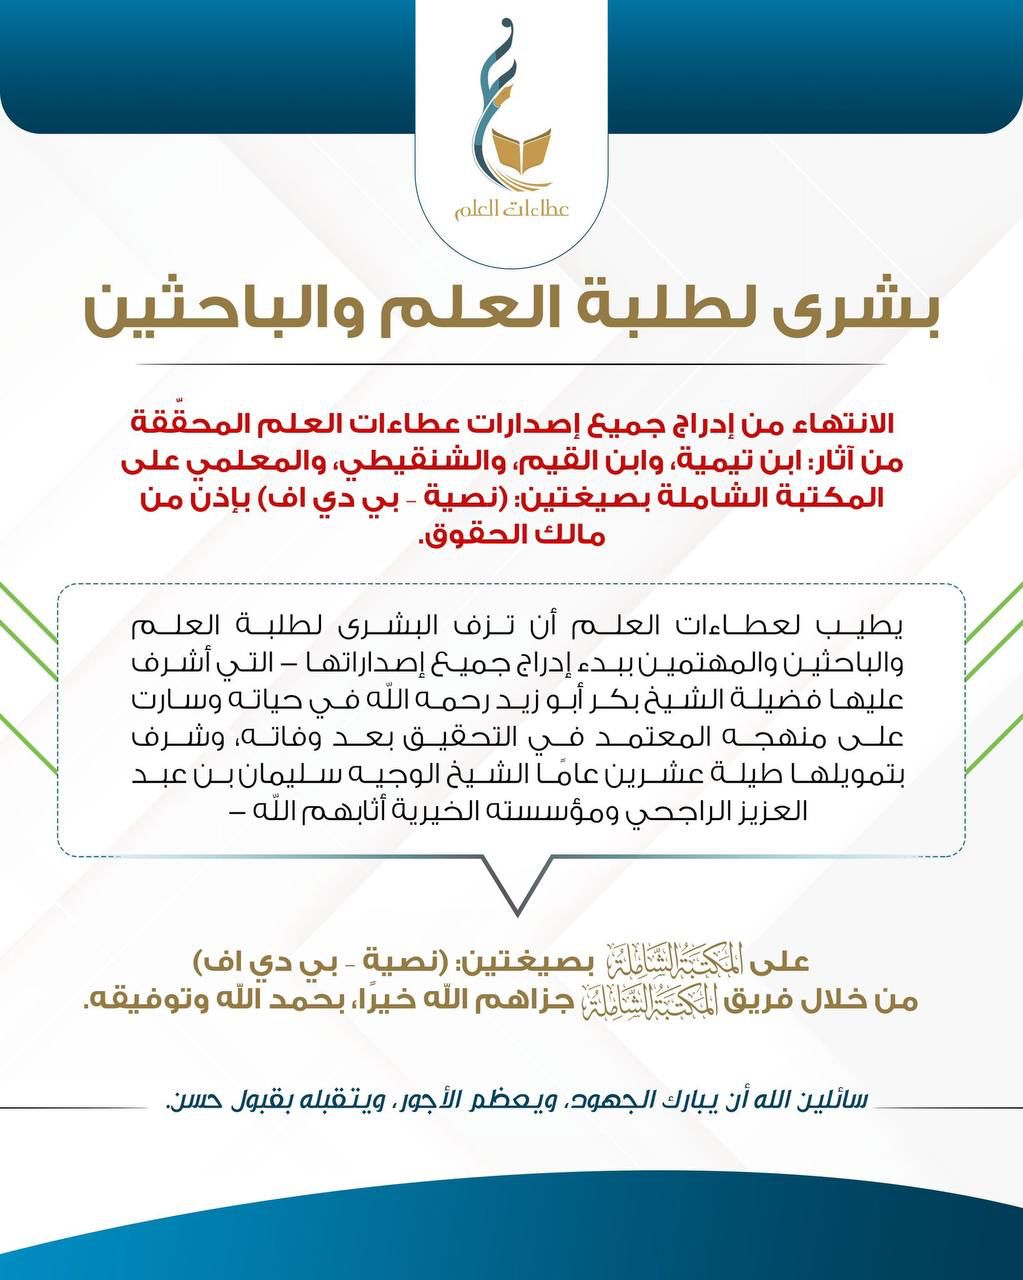 عطاءات العلم
بشرى لطلبة العلم والباحثين
الانتهاء من إدراج جميع إصدارات عطاءات العلم المحقّقة
من آثار: ابن تيمية، وابن القيم، والشنقيطي، والمعلمي على
المكتبة الشاملة بصيغتين: (نصية - بي دي اف) بإذن من
مالك الحقوق.
يطيب لعطاءات العلم أن تزف البشرى لطلبة العلم
والباحثين والمهتمين ببدء إدراج جميع إصداراتها – التي أشرف
عليها فضيلة الشيخ بكر أبو زيد رحمه الله في حياته وسارت
على منهجه المعتمد في التحقيق بعد وفاته، وشرف
بتمويلها طيلة عشرين عامًا الشيخ الوجيه سليمان بن عبد
العزيز الراجحي ومؤسسته الخيرية أثابهم الله –
على المكتبة الشاملة بصيغتين: (نصية - بي دي اف)
من خلال فريق المكتبة الشاملة جزاهم الله خيرًا، بحمد الله وتوفيقه.
سائلين الله أن يبارك الجهود، ويعظم الأجور، ويتقبله بقبول حسن.